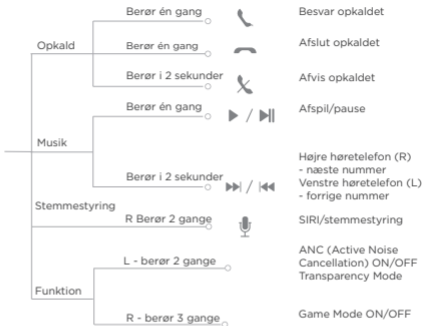 Berør én gang
Besvar opkaldet
Opkald
Berør én gang
Afslut opkaldet
Berør i 2 sekunder
Afvis opkaldet
Berør én gang
/
Afspil/pause
Musik
Berør i 2 sekunder
/
Højre høretelefon (R)
- næste nummer
Venstre høretelefon (L)
- forrige nummer
Stemmestyring
R Berør 2 gange
SIRI/stemmestyring
L - berør 2 gange
ANC (Active Noise
Cancellation) ON/OFF
Transparency Mode
Funktion
R - berør 3 gange
Game Mode ON/OFF